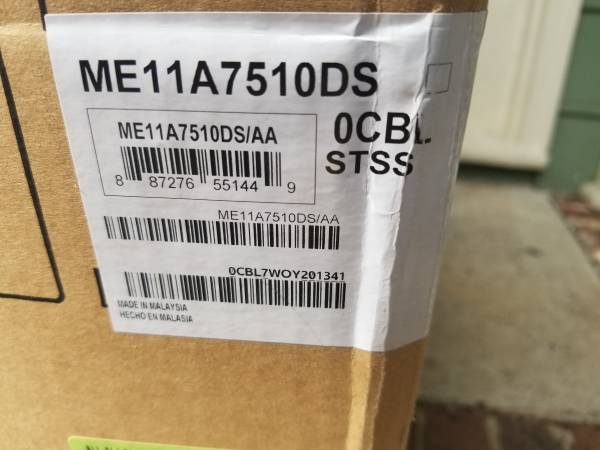 ME11A7510DS
0CBL
STSS
ME11A7510DS/AA
8 87276 55144 9
ME11A7510DS/AA
0CBL7WOY201341
MADE IN MALAYSIA
HECHO EN MALASIA